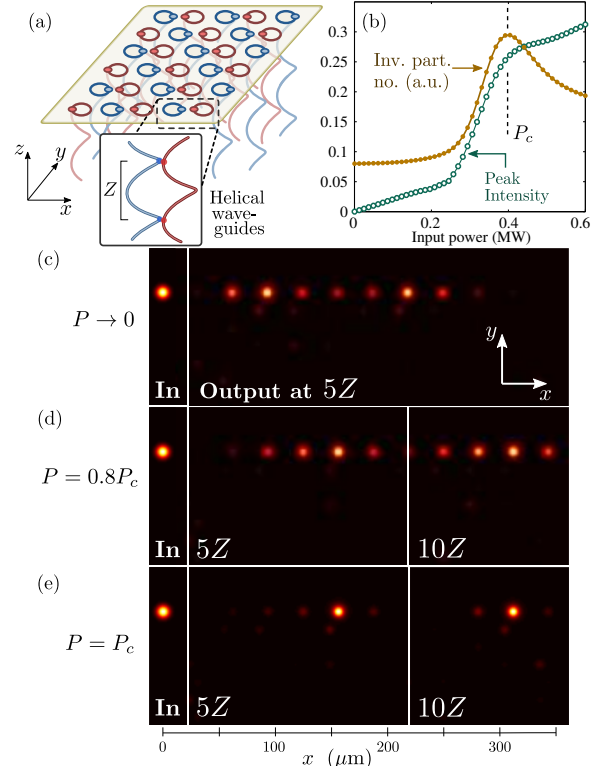 (a)
z
y
x
Z
Helical
wave-
guides
(b)
0.3
0.2
0.15
0.1
0.05
0
Inv. part.
no. (a.u.)
P_c
Peak
Intensity
0 0.2 0.4 0.6
Input power (MW)
(c)
P → 0
In
Output at 5Z
y
x
(d)
P = 0.8P_c
In
5Z
10Z
(e)
P = P_c
In
5Z
10Z
0 100 200 300
x (μm)